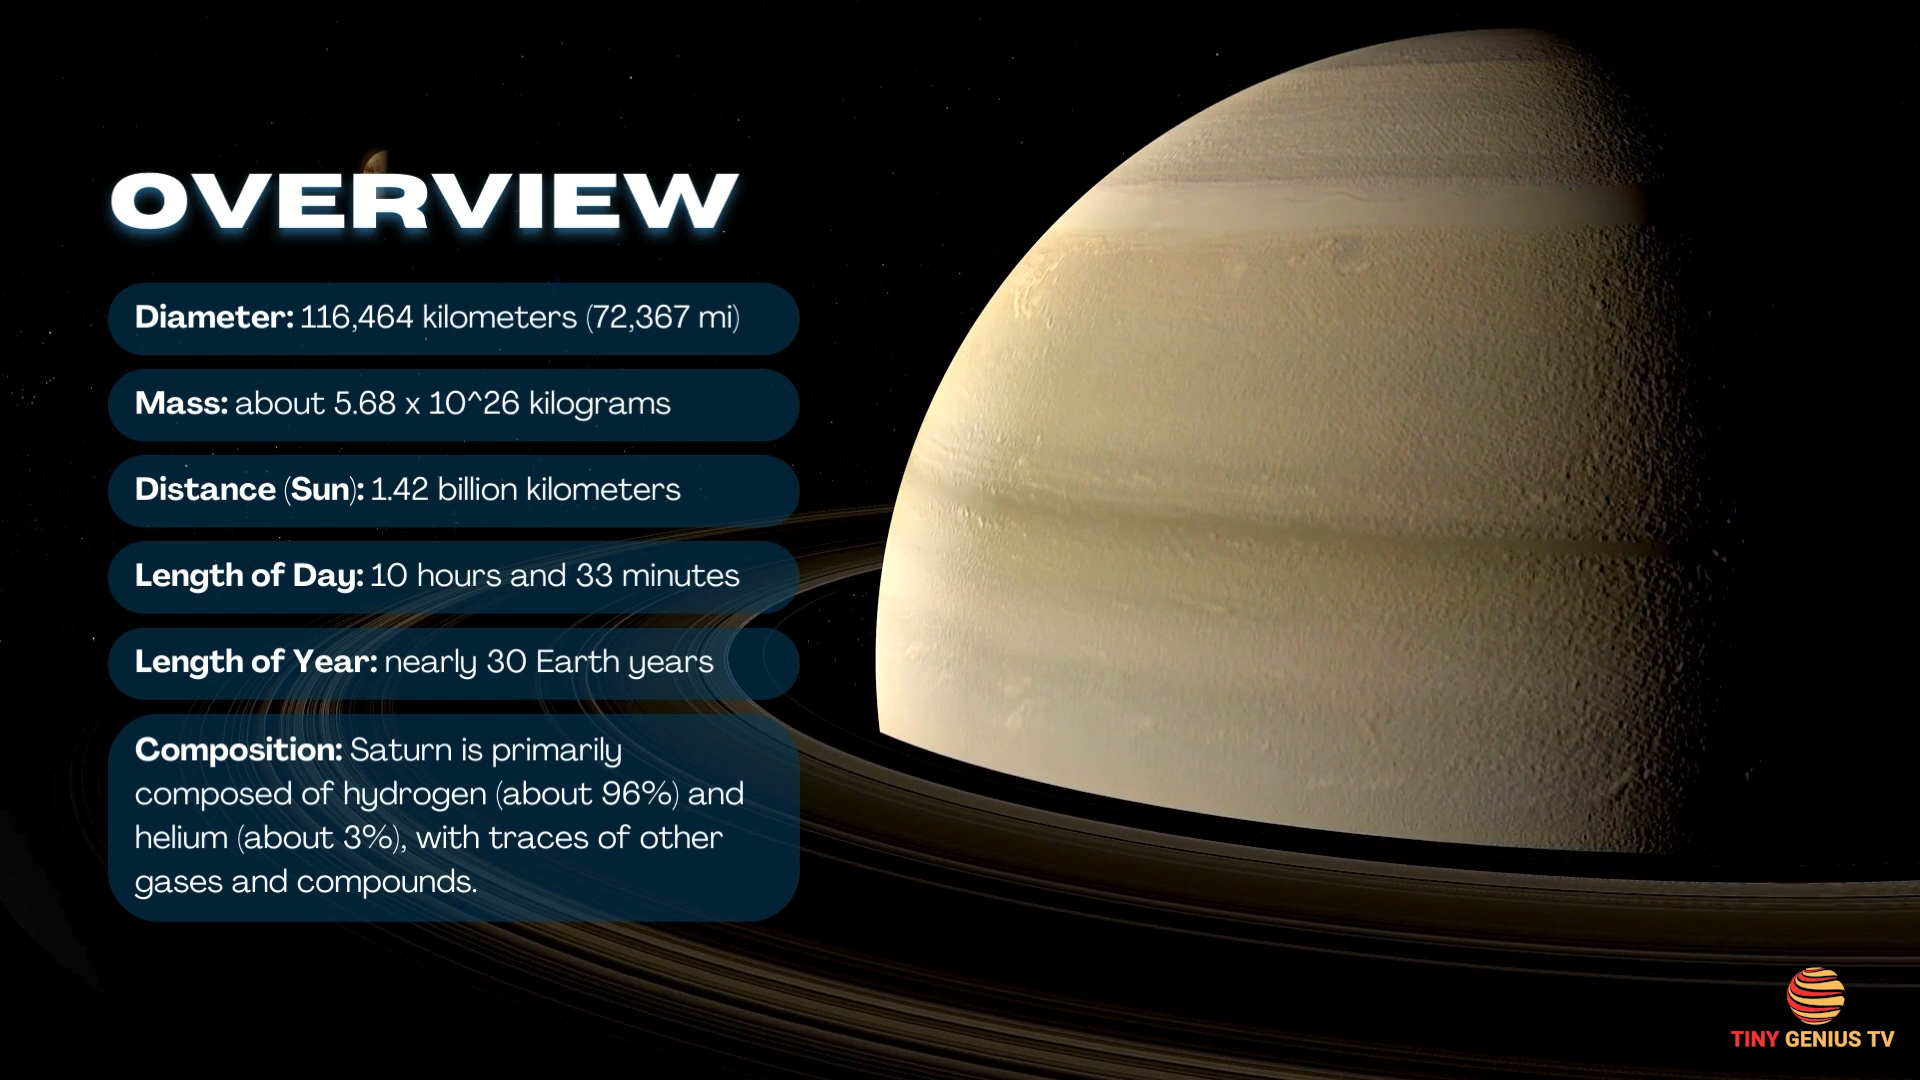 OVERVIEW
Diameter: 116,464 kilometers (72,367 mi)
Mass: about 5.68 x 10^26 kilograms
Distance (Sun): 1.42 billion kilometers
Length of Day: 10 hours and 33 minutes
Length of Year: nearly 30 Earth years
Composition: Saturn is primarily
composed of hydrogen (about 96%) and
helium (about 3%), with traces of other
gases and compounds.
TINY GENIUS TV